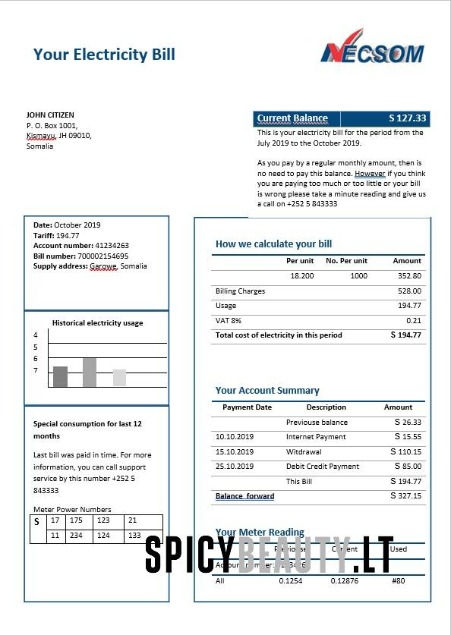 Your Electricity Bill
NECSOM
JOHN CITIZEN
P. O. Box 1001,
Kismayu, JH 09010,
Somalia
Current Balance $ 127.33
This is your electricity bill for the period from the
July 2019 to the October 2019.
As you pay by a regular monthly amount, then is
no need to pay this balance. However if you think
you are paying too much or too little or your bill
is wrong please take a minute reading and give us
a call on +252 5 843333
Date: October 2019
Tariff: 194.77
Account number: 41234263
Bill number: 700002154695
Supply address: Garowe, Somalia
Historical electricity usage
4
5
6
7
Special consumption for last 12
months
Last bill was paid in time. For more
information, you can call support
service by this number +252 5
843333
Meter Power Numbers
S 17 175 123 21
11 234 124 133
How we calculate your bill
Per unit No. Per unit Amount
18.200 1000 352.80
Billing Charges 528.00
Usage 194.77
VAT 8% 0.21
Total cost of electricity in this period $ 194.77
Your Account Summary
Payment Date Description Amount
Previouse balance $ 26.33
10.10.2019 Internet Payment $ 15.55
15.10.2019 Witdrawal $ 110.15
25.10.2019 Debit Credit Payment $ 85.00
This Bill $ 194.77
Balance forward $ 327.15
Your Meter Reading
Current Used
All 0.1254 0.12876 #80
SPICYBEAUTY.LT